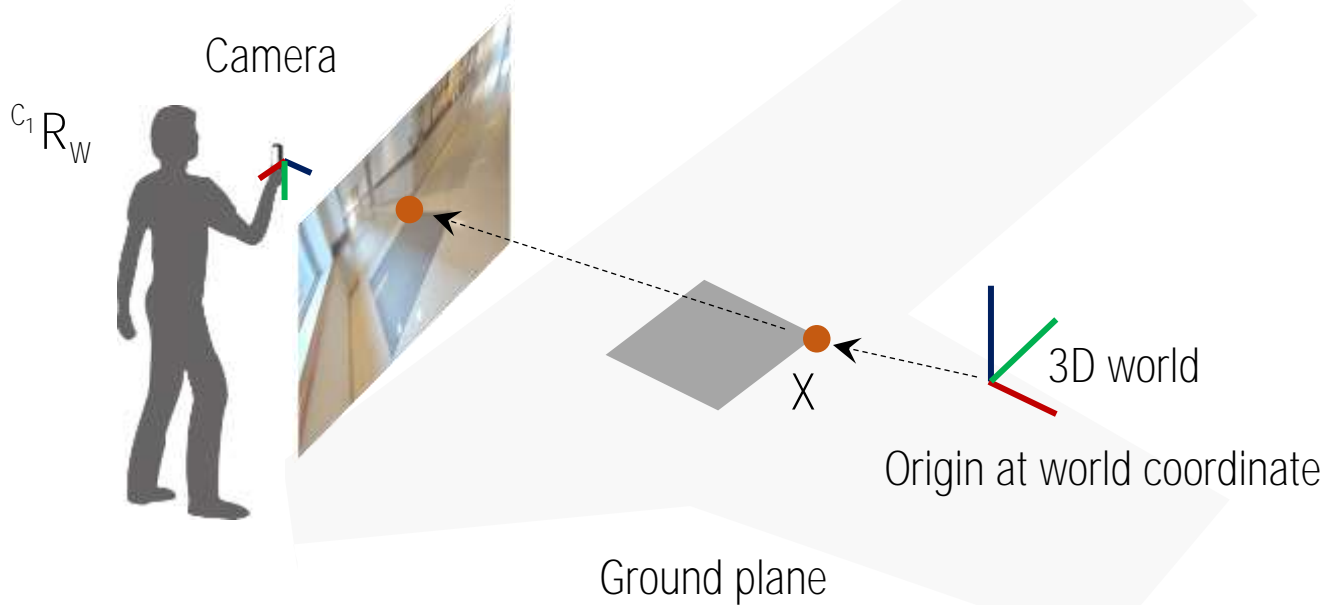 Camera
C1 RW
3D world
X
Origin at world coordinate
Ground plane